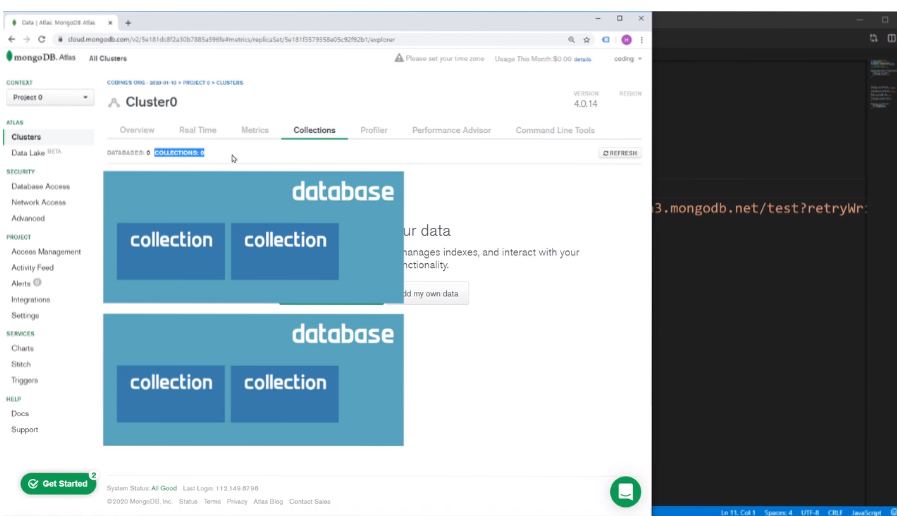 Data | Atlas: MongoDB Atlas
cloud.mongodb.com/v2/5e181dc8f2a30b7885a596fe#metrics/replicaSet/5e181f3579358e05c92f92b1/explorer
mongoDB. Atlas All Clusters Please set your time zone Usage This Month:$0.00 details coding
CONTEXT
Project 0
CODING'S ORG - 2020-01-10 > PROJECT 0 > CLUSTERS
Cluster0
VERSION REGION
4.0.14
ATLAS
Clusters
Data Lake BETA
SECURITY
Database Access
Network Access
Advanced
PROJECT
Access Management
Activity Feed
Alerts 0
Integrations
Settings
SERVICES
Charts
Stitch
Triggers
HELP
Docs
Support
Get Started
2
Overview Real Time Metrics Collections Profiler Performance Advisor Command Line Tools
DATABASES: 0 COLLECTIONS: 0
REFRESH
database
collection collection
ur data
manages indexes, and interact with your
nctionality.
dd my own data
database
collection collection
System Status: All Good Last Login: 112.149.67.98
©2020 MongoDB, Inc. Status Terms Privacy Atlas Blog Contact Sales
3.mongodb.net/test?retryWr
Ln 11, Col 1 Spaces: 4 UTF-8 CRLF JavaScript